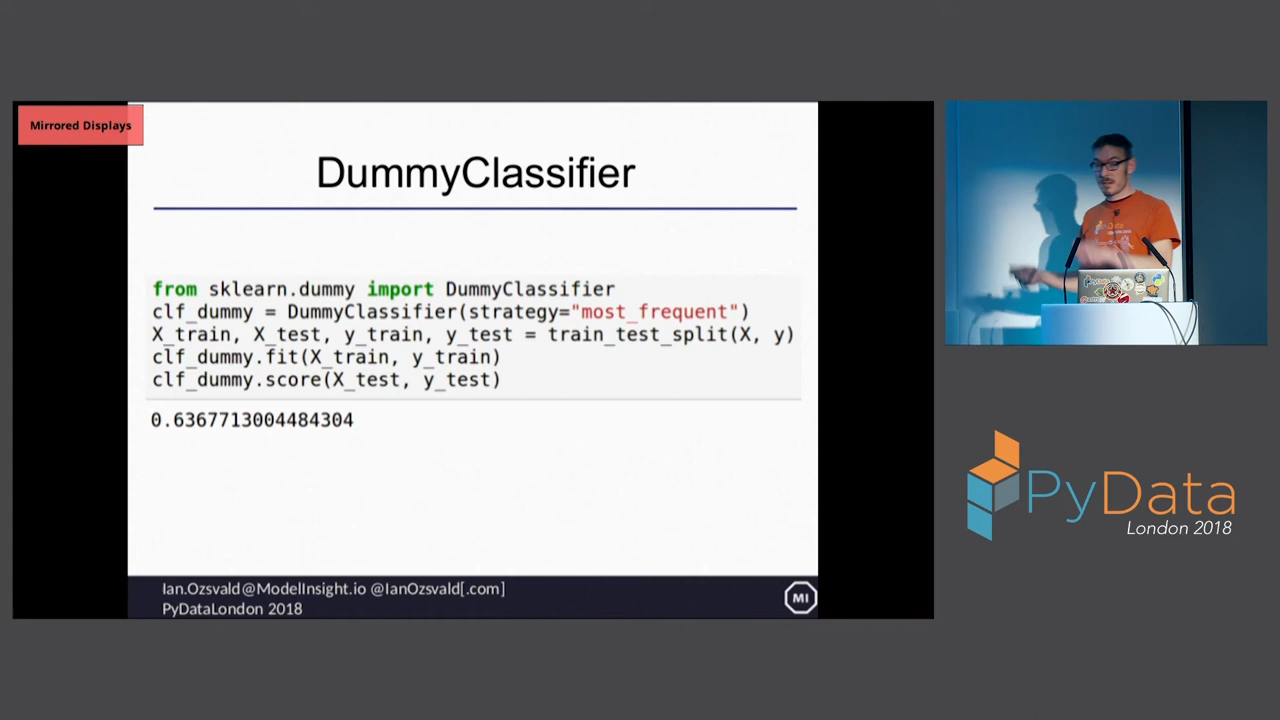 Mirrored Displays
DummyClassifier
from sklearn.dummy import DummyClassifier
clf_dummy = DummyClassifier(strategy="most_frequent")
X_train, X_test, y_train, y_test = train_test_split(X, y)
clf_dummy.fit(X_train, y_train)
clf_dummy.score(X_test, y_test)
0.6367713004484304
Ian.Ozsvald@ModelInsight.io @IanOzsvald[.com]
PyDataLondon 2018
MI
PyData
London 2018